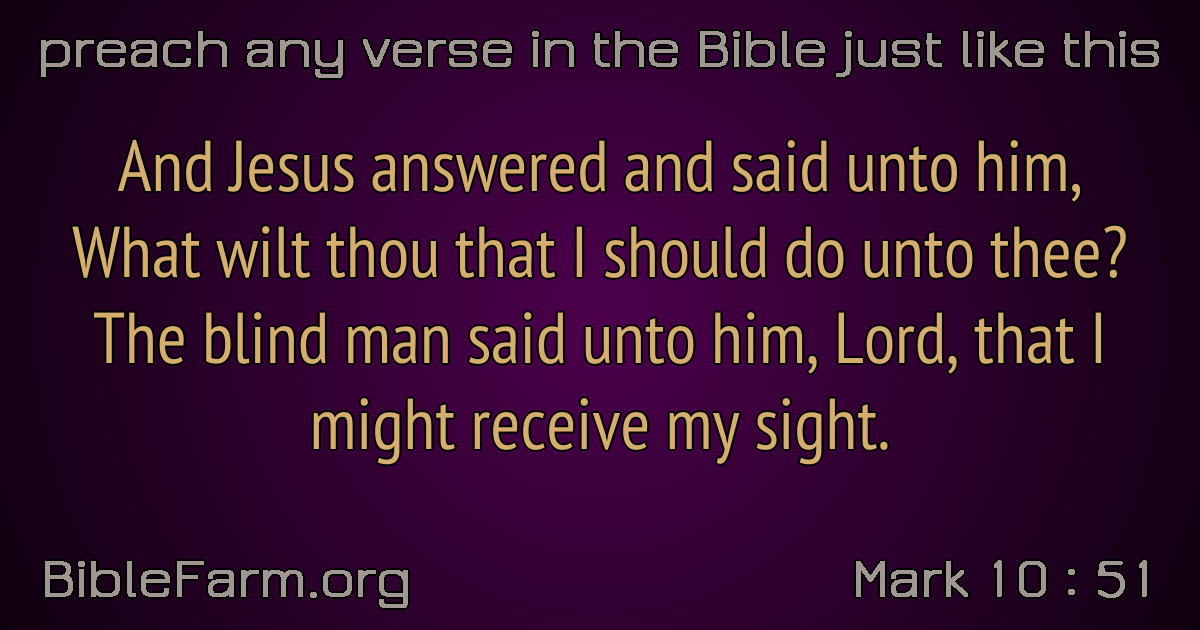 preach any verse in the Bible just like this
And Jesus answered and said unto him,
What wilt thou that I should do unto thee?
The blind man said unto him, Lord, that I
might receive my sight.
BibleFarm.org
Mark 10 : 51